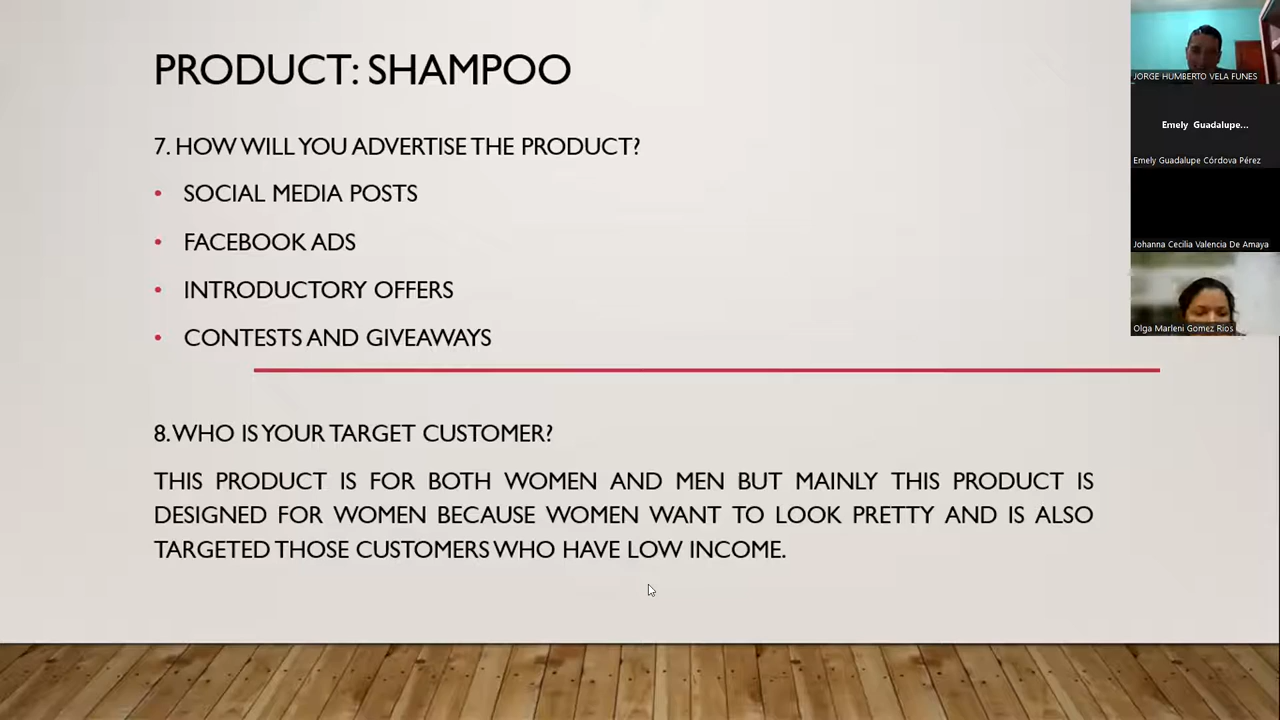 PRODUCT: SHAMPOO
7. HOW WILL YOU ADVERTISE THE PRODUCT?
• SOCIAL MEDIA POSTS
• FACEBOOK ADS
• INTRODUCTORY OFFERS
• CONTESTS AND GIVEAWAYS
8. WHO IS YOUR TARGET CUSTOMER?
THIS PRODUCT IS FOR BOTH WOMEN AND MEN BUT MAINLY THIS PRODUCT IS
DESIGNED FOR WOMEN BECAUSE WOMEN WANT TO LOOK PRETTY AND IS ALSO
TARGETED THOSE CUSTOMERS WHO HAVE LOW INCOME.
JORGE HUMBERTO VELA FUNES
Emely Guadalupe...
Emely Guadalupe Córdova Pérez
Johanna Cecilia Valencia De Amaya
Olga Marleni Gomez Rios